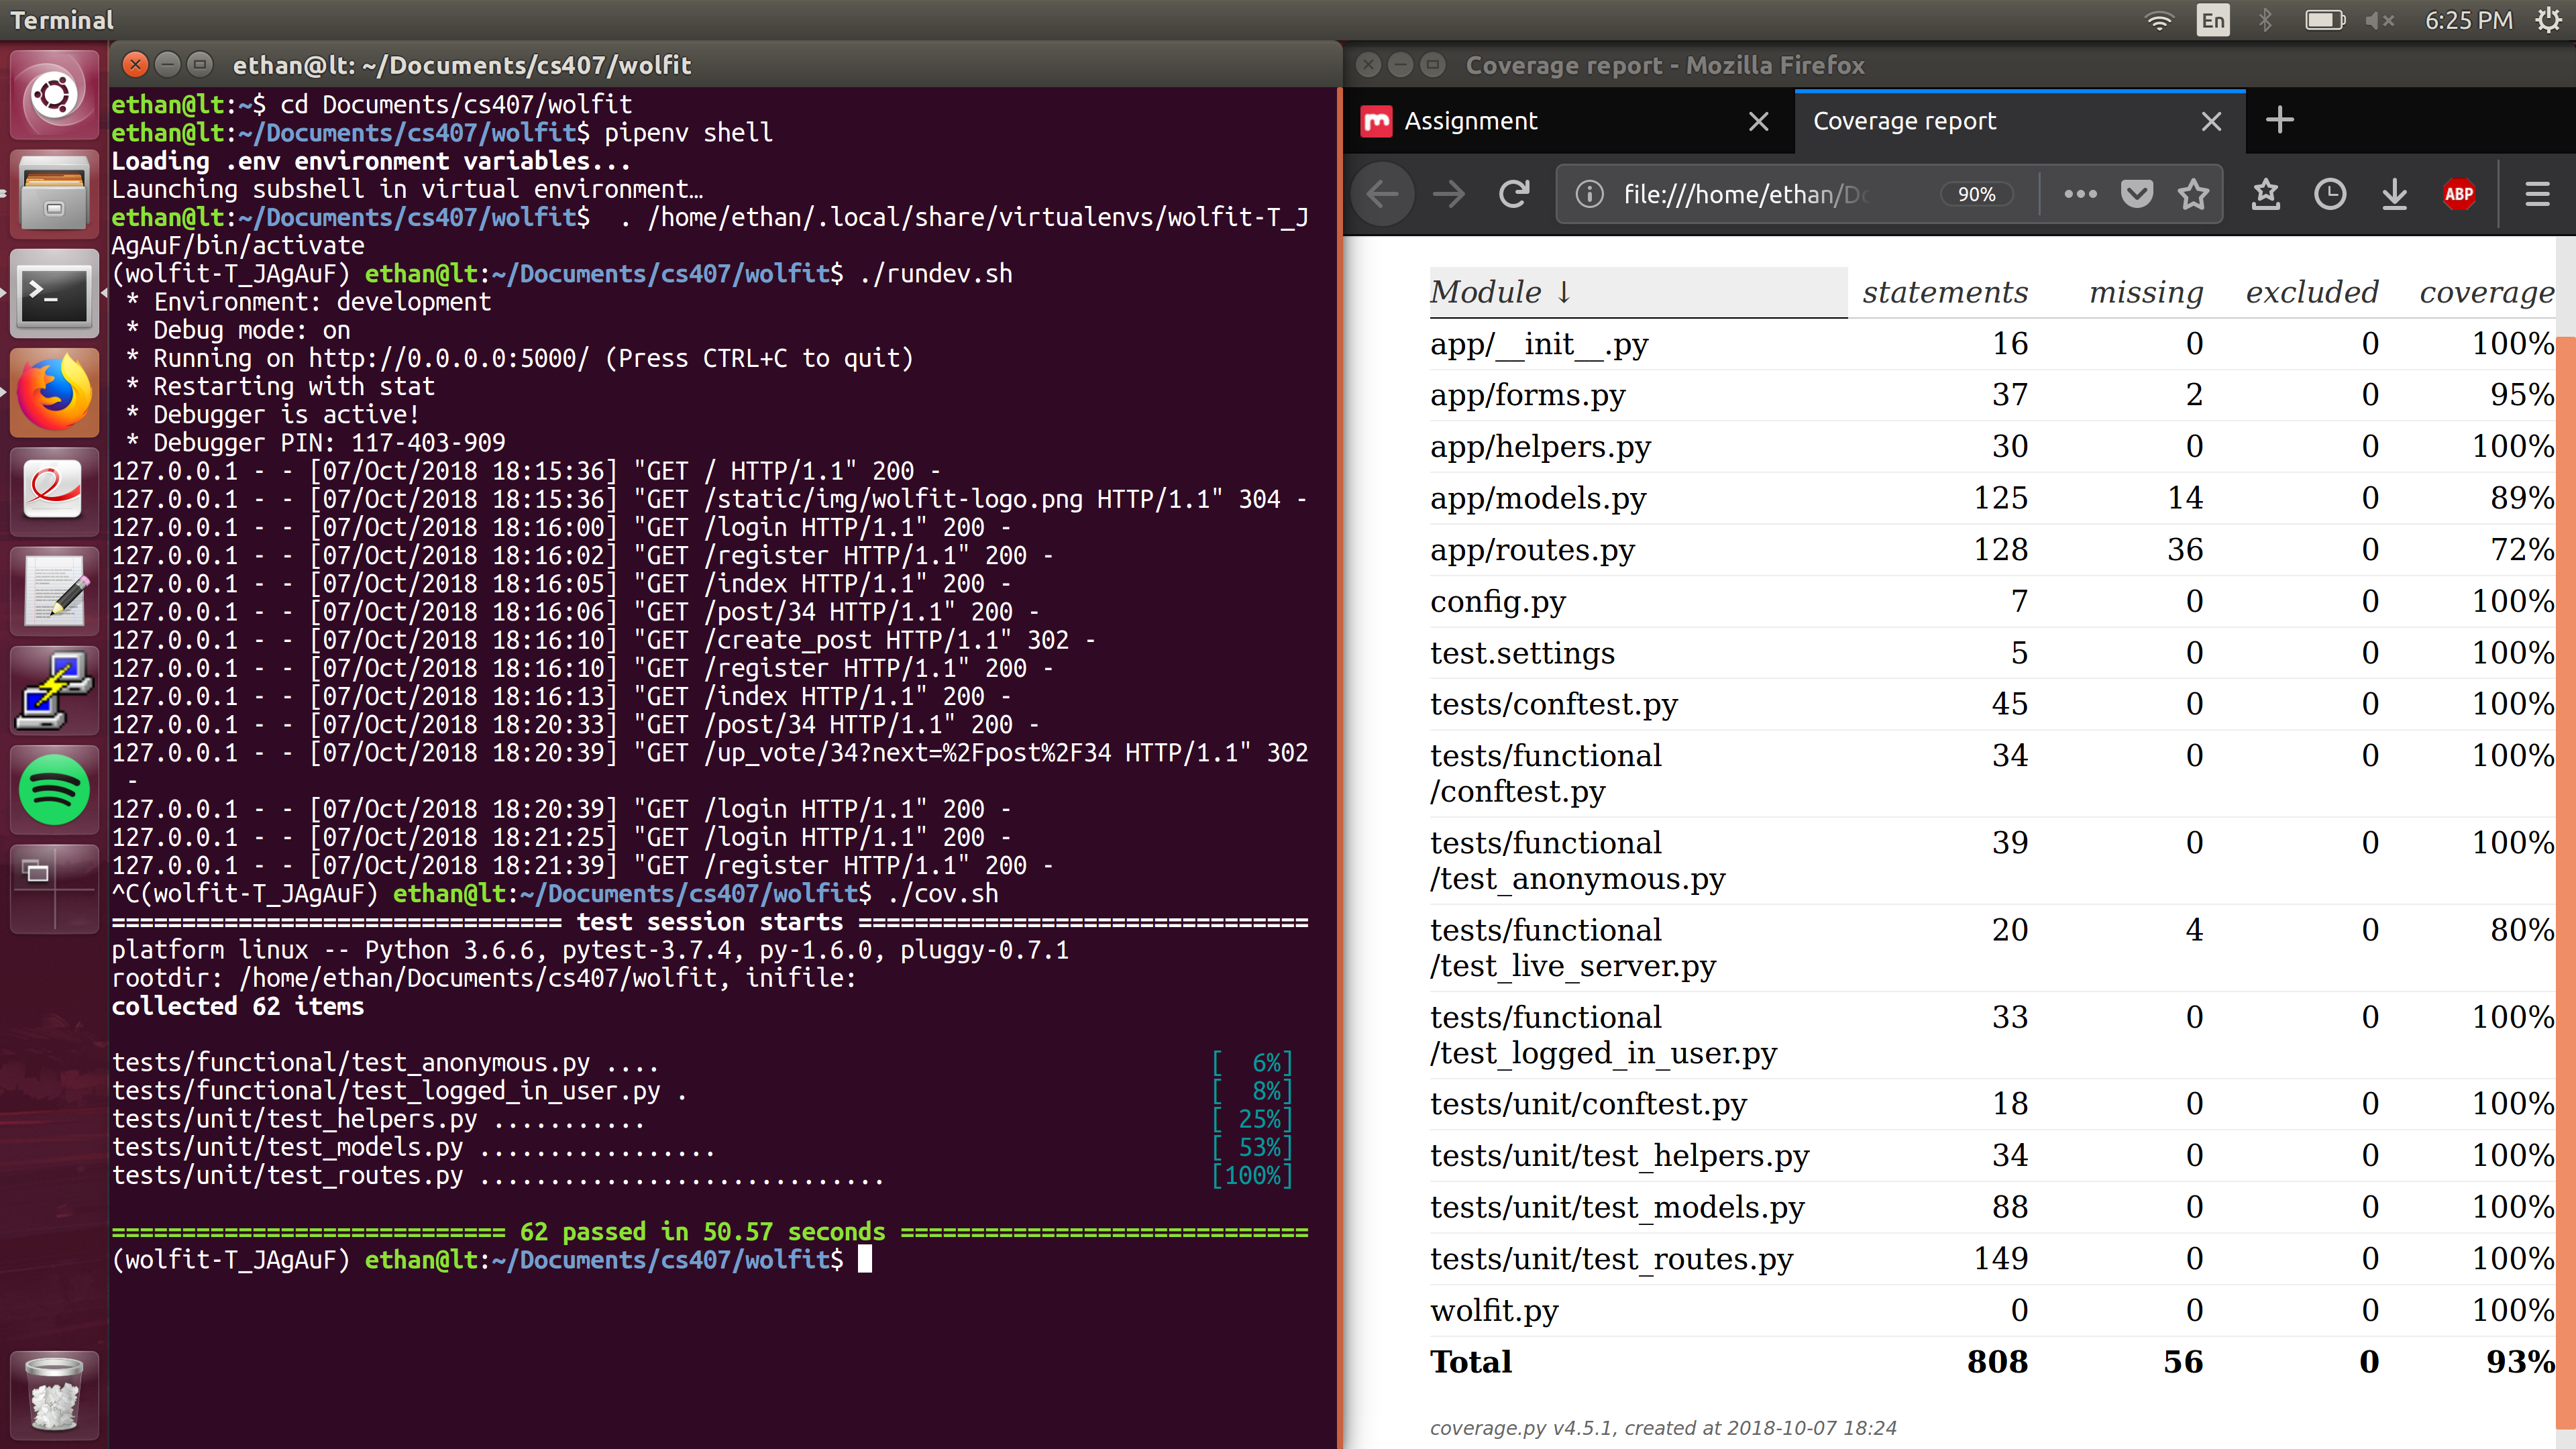 Terminal
En
6:25 PM
ethan@lt: ~/Documents/cs407/wolfit
ethan@lt:~$ cd Documents/cs407/wolfit
ethan@lt:~/Documents/cs407/wolfit$ pipenv shell
Loading .env environment variables...
Launching subshell in virtual environment…
ethan@lt:~/Documents/cs407/wolfit$  . /home/ethan/.local/share/virtualenvs/wolfit-T_J
AgAuF/bin/activate
(wolfit-T_JAgAuF) ethan@lt:~/Documents/cs407/wolfit$ ./rundev.sh
 * Environment: development
 * Debug mode: on
 * Running on http://0.0.0.0:5000/ (Press CTRL+C to quit)
 * Restarting with stat
 * Debugger is active!
 * Debugger PIN: 117-403-909
127.0.0.1 - - [07/Oct/2018 18:15:36] "GET / HTTP/1.1" 200 -
127.0.0.1 - - [07/Oct/2018 18:15:36] "GET /static/img/wolfit-logo.png HTTP/1.1" 304 -
127.0.0.1 - - [07/Oct/2018 18:16:00] "GET /login HTTP/1.1" 200 -
127.0.0.1 - - [07/Oct/2018 18:16:02] "GET /register HTTP/1.1" 200 -
127.0.0.1 - - [07/Oct/2018 18:16:05] "GET /index HTTP/1.1" 200 -
127.0.0.1 - - [07/Oct/2018 18:16:06] "GET /post/34 HTTP/1.1" 200 -
127.0.0.1 - - [07/Oct/2018 18:16:10] "GET /create_post HTTP/1.1" 302 -
127.0.0.1 - - [07/Oct/2018 18:16:10] "GET /register HTTP/1.1" 200 -
127.0.0.1 - - [07/Oct/2018 18:16:13] "GET /index HTTP/1.1" 200 -
127.0.0.1 - - [07/Oct/2018 18:20:33] "GET /post/34 HTTP/1.1" 200 -
127.0.0.1 - - [07/Oct/2018 18:20:39] "GET /up_vote/34?next=%2Fpost%2F34 HTTP/1.1" 302
 -
127.0.0.1 - - [07/Oct/2018 18:20:39] "GET /login HTTP/1.1" 200 -
127.0.0.1 - - [07/Oct/2018 18:21:25] "GET /login HTTP/1.1" 200 -
127.0.0.1 - - [07/Oct/2018 18:21:39] "GET /register HTTP/1.1" 200 -
^C(wolfit-T_JAgAuF) ethan@lt:~/Documents/cs407/wolfit$ ./cov.sh
================================ test session starts ================================
platform linux -- Python 3.6.6, pytest-3.7.4, py-1.6.0, pluggy-0.7.1
rootdir: /home/ethan/Documents/cs407/wolfit, inifile:
collected 62 items
tests/functional/test_anonymous.py .... [  6%]
tests/functional/test_logged_in_user.py . [  8%]
tests/unit/test_helpers.py ........... [ 25%]
tests/unit/test_models.py ................. [ 53%]
tests/unit/test_routes.py ............................. [100%]
============================ 62 passed in 50.57 seconds =============================
(wolfit-T_JAgAuF) ethan@lt:~/Documents/cs407/wolfit$
Coverage report - Mozilla Firefox
Assignment
Coverage report
file:///home/ethan/Do
90%
ABP
Module ↓ statements missing excluded coverage
app/__init__.py 16 0 0 100%
app/forms.py 37 2 0 95%
app/helpers.py 30 0 0 100%
app/models.py 125 14 0 89%
app/routes.py 128 36 0 72%
config.py 7 0 0 100%
test.settings 5 0 0 100%
tests/conftest.py 45 0 0 100%
tests/functional 34 0 0 100%
/conftest.py
tests/functional 39 0 0 100%
/test_anonymous.py
tests/functional 20 4 0 80%
/test_live_server.py
tests/functional 33 0 0 100%
/test_logged_in_user.py
tests/unit/conftest.py 18 0 0 100%
tests/unit/test_helpers.py 34 0 0 100%
tests/unit/test_models.py 88 0 0 100%
tests/unit/test_routes.py 149 0 0 100%
wolfit.py 0 0 0 100%
Total 808 56 0 93%
coverage.py v4.5.1, created at 2018-10-07 18:24